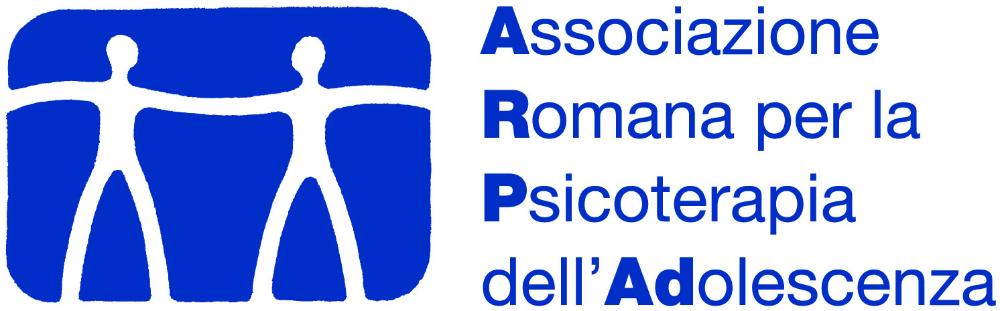 Associazione
Romana per la
Psicoterapia
dell’Adolescenza